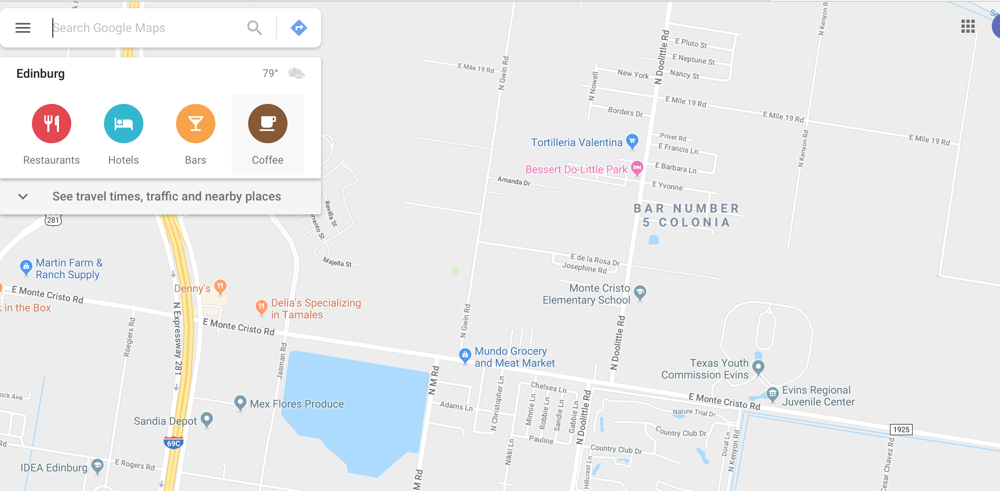 Search Google Maps
Edinburg
79°
Restaurants
Hotels
Bars
Coffee
See travel times, traffic and nearby places
281
Martin Farm &
Ranch Supply
E Monte Cristo Rd
in the Box
Denny's
Delia's Specializing
in Tamales
E Monte Cristo Rd
N Expressway 281
Roegiers Rd
Jasman Rd
Revilla St
Majella St
Mex Flores Produce
Sandia Depot
69C
IDEA Edinburg
E Rogers Rd
Rd
N Gwin Rd
E Mile 19 Rd
N Nowell
New York
Borders Dr
N Doolittle Rd
E Pluto St
E Neptune St
Nancy St
E Mile 19 Rd
E Mile 19 Rd
E Mile 19 Rd
N Kenyon Rd
N Kenyon Rd
Tortilleria Valentina
Privet Rd
E Francis Ln
Bessert Do-Little Park
E Barbara Ln
Amanda Dr
E Yvonne
BAR NUMBER
5 COLONIA
E de la Rosa Dr
Josephine Rd
Monte Cristo
Elementary School
N Gwin Rd
N Doolittle Rd
Mundo Grocery
and Meat Market
N M Rd
Adams Ln
N Christopher Ln
Chelsea Ln
Minnie Ln
Robbie Ln
Sandie Ln
Gabbie Ln
Pauline
Nikki Ln
N Doolittle Rd
M Rd
Texas Youth
Commission Evins
Evins Regional
Juvenile Center
E Monte Cristo Rd
Nature Trial Dr
Country Club Dr
Country Club Dr
Doral Ln
N Kenyon Rd
Hillcrest Ln
1925
Cesar Chavez Rd